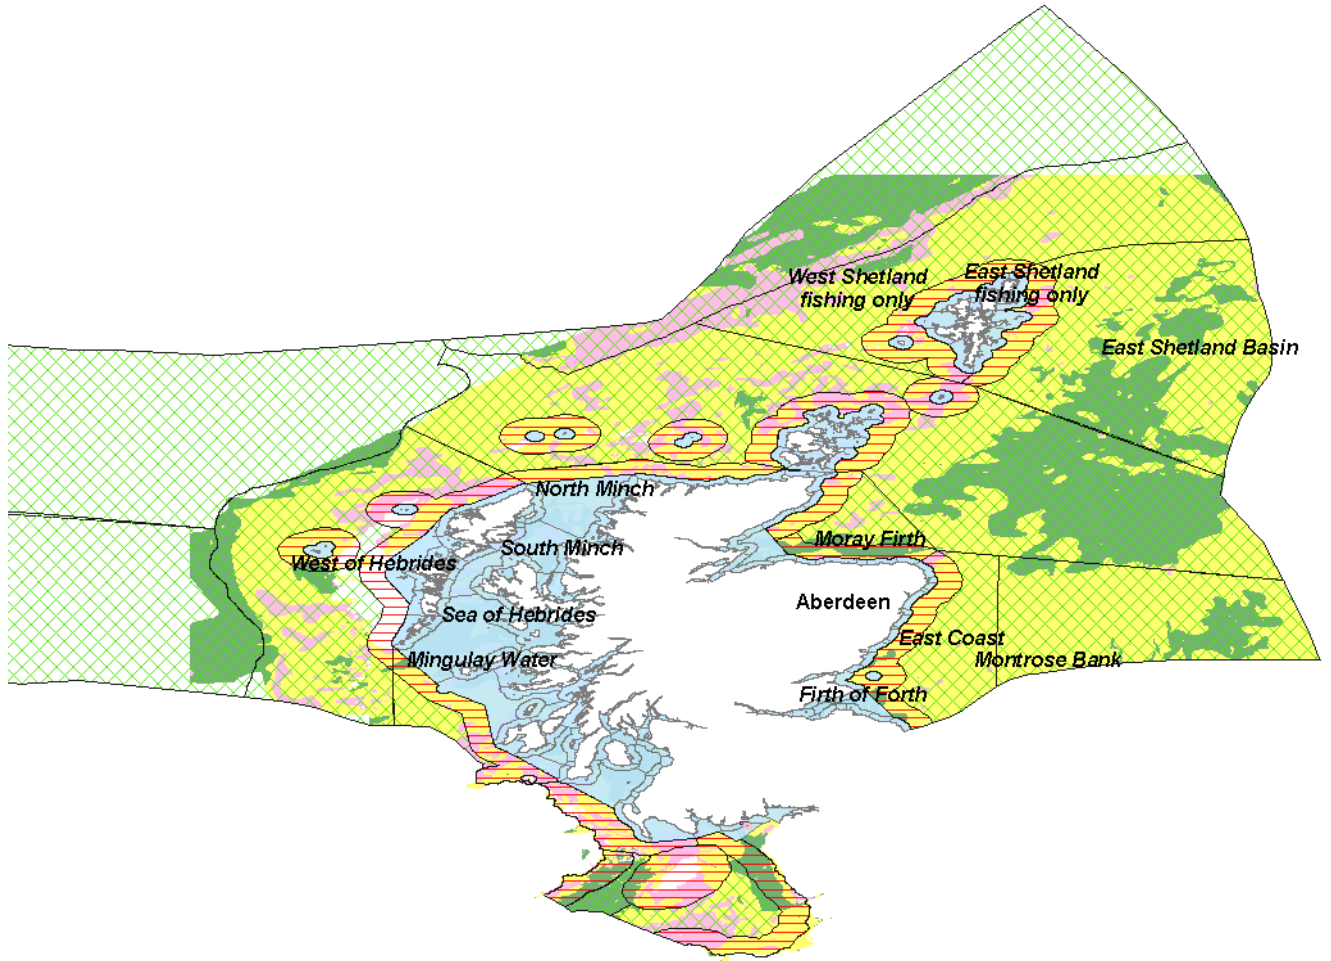 West Shetland
fishing only
East Shetland
fishing only
East Shetland Basin
North Minch
Moray Firth
South Minch
West of Hebrides
Aberdeen
Sea of Hebrides
East Coast
Mingulay Water
Montrose Bank
Firth of Forth